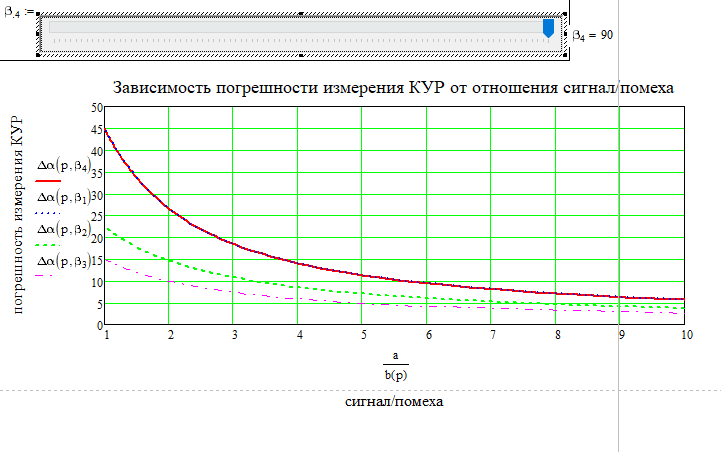 β.4 :=
β4 = 90
Зависимость погрешности измерения КУР от отношения сигнал/помеха
погрешность измерения КУР
Δα(p, β4)
Δα(p, β1)
Δα(p, β2)
Δα(p, β3)
50
45
40
35
30
25
20
15
10
5
0
1 2 3 4 5 6 7 8 9 10
a
b(p)
сигнал/помеха